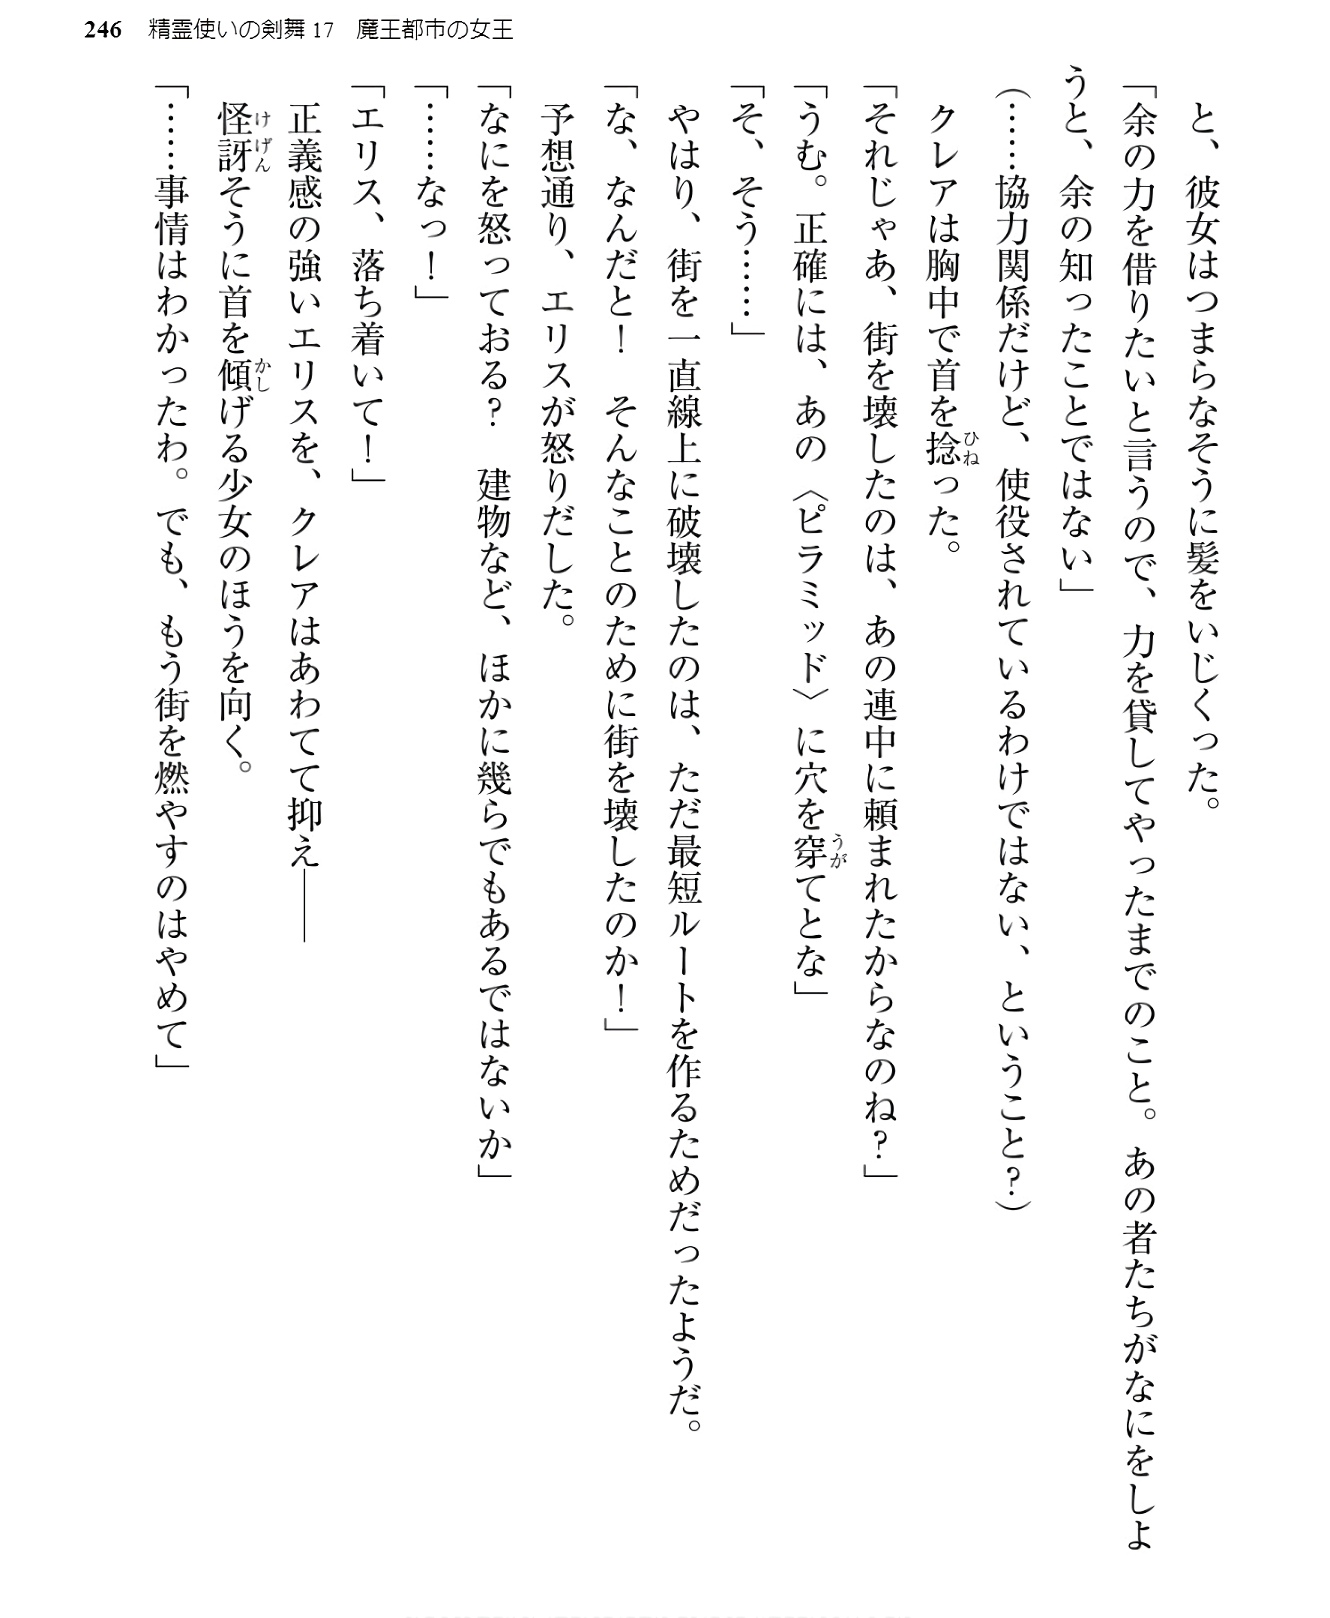 246 精霊使いの剣舞17 魔王都市の女王
と、彼女はつまらなそうに髪をいじくった。
「余の力を借りたいと言うので、力を貸してやったまでのこと。あの者たちがなにをしよ
うと、余の知ったことではない」
(……協力関係だけど、使役されているわけではない、ということ?)
クレアは胸中で首を捻った。
「それじゃあ、街を壊したのは、あの連中に頼まれたからなのね?」
「うむ。正確には、あの〈ピラミッド〉に穴を穿てとな」
「そ、そう……」
やはり、街を一直線上に破壊したのは、ただ最短ルートを作るためだったようだ。
「な、なんだと! そんなことのために街を壊したのか!」
予想通り、エリスが怒りだした。
「なにを怒っておる? 建物など、ほかに幾らでもあるではないか」
「……なっ!」
「エリス、落ち着いて!」
正義感の強いエリスを、クレアはあわてて抑え――
怪訝そうに首を傾げる少女のほうを向く。
「……事情はわかったわ。でも、もう街を燃やすのはやめて」